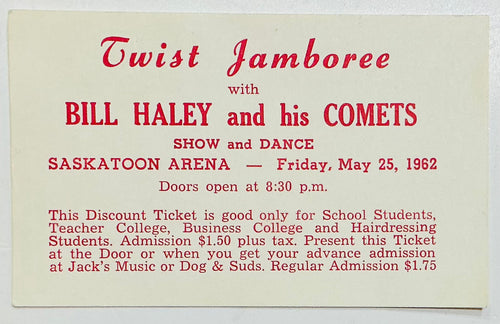 Twist Jamboree
with
BILL HALEY and his COMETS
SHOW and DANCE
SASKATOON ARENA — Friday, May 25, 1962
Doors open at 8:30 p.m.
This Discount Ticket is good only for School Students,
Teacher College, Business College and Hairdressing
Students. Admission $1.50 plus tax. Present this Ticket
at the Door or when you get your advance admission
at Jack's Music or Dog & Suds. Regular Admission $1.75